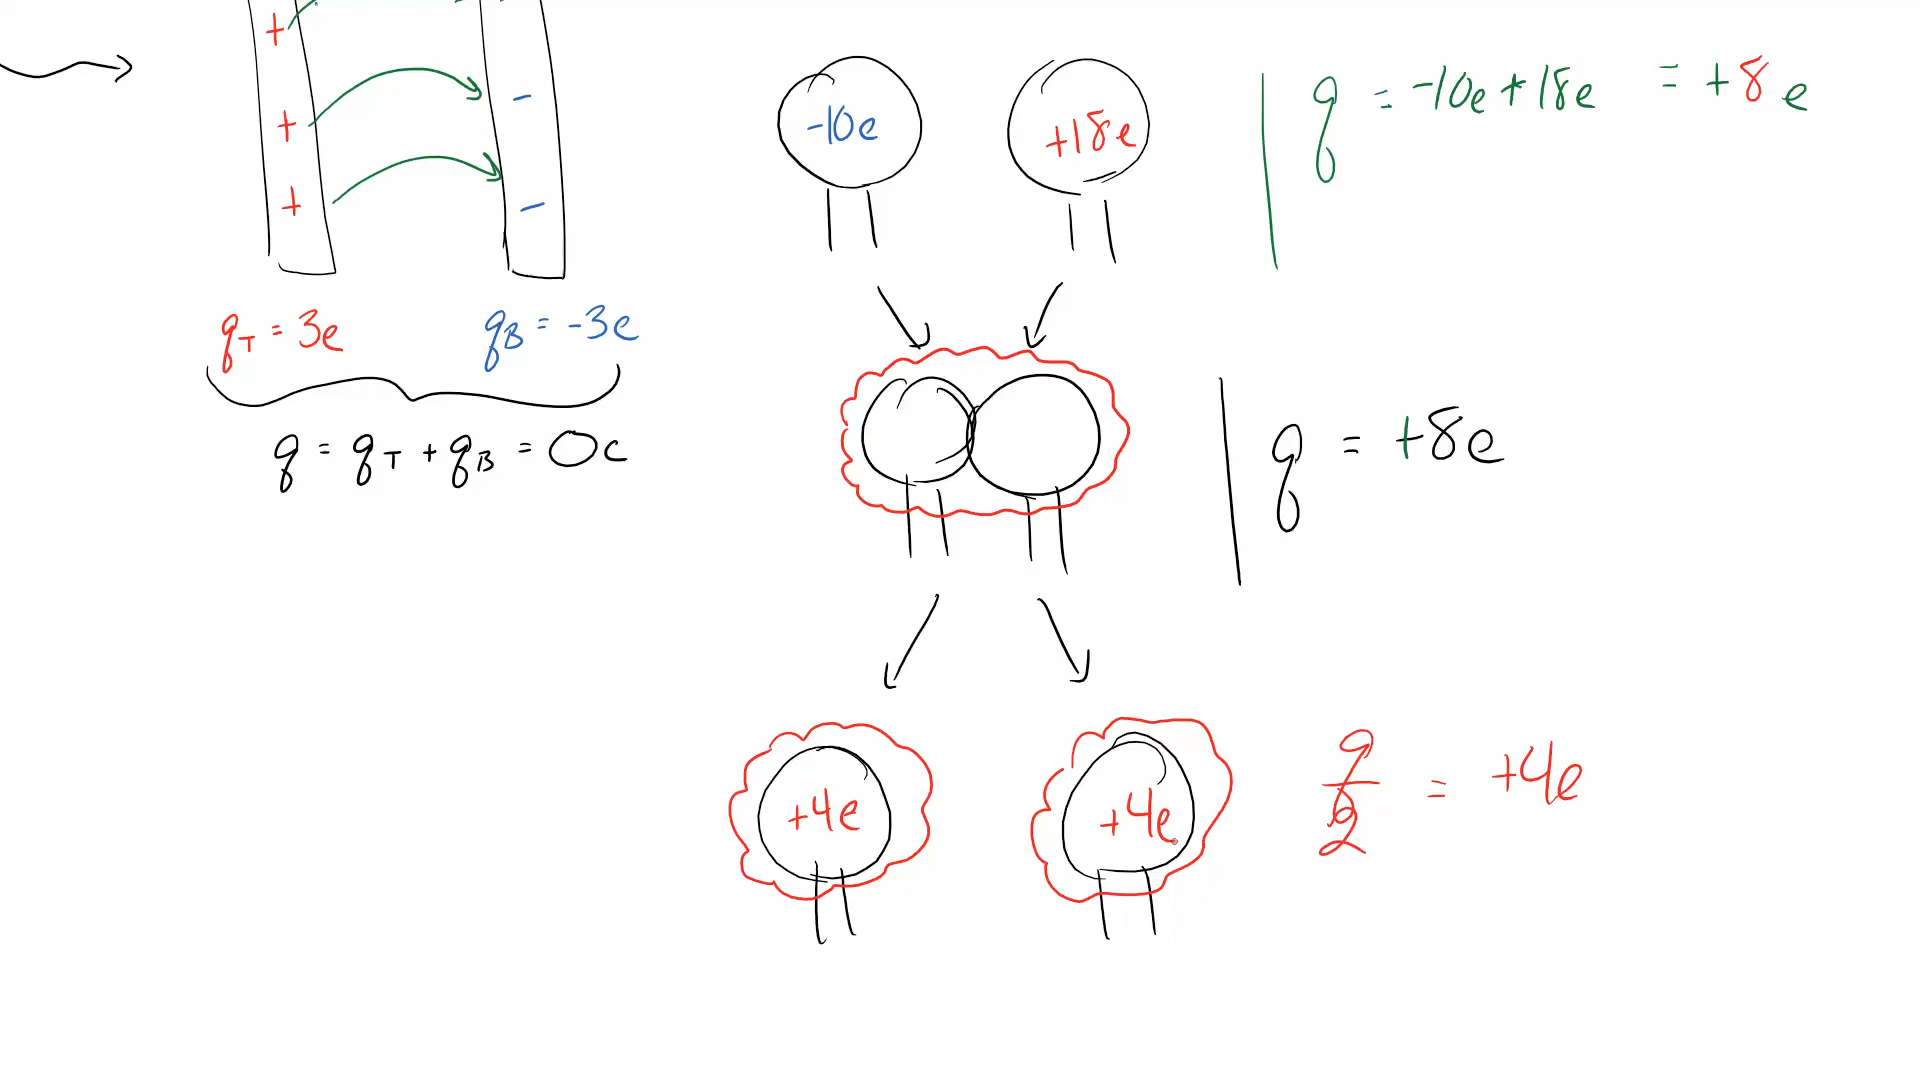 +
+ -
+ -
q_T = 3e q_B = -3e
q = q_T + q_B = 0C
-10e +18e
q = -10e + 18e = +8e
q = +8e
+4e +4e
q/2 = +4e